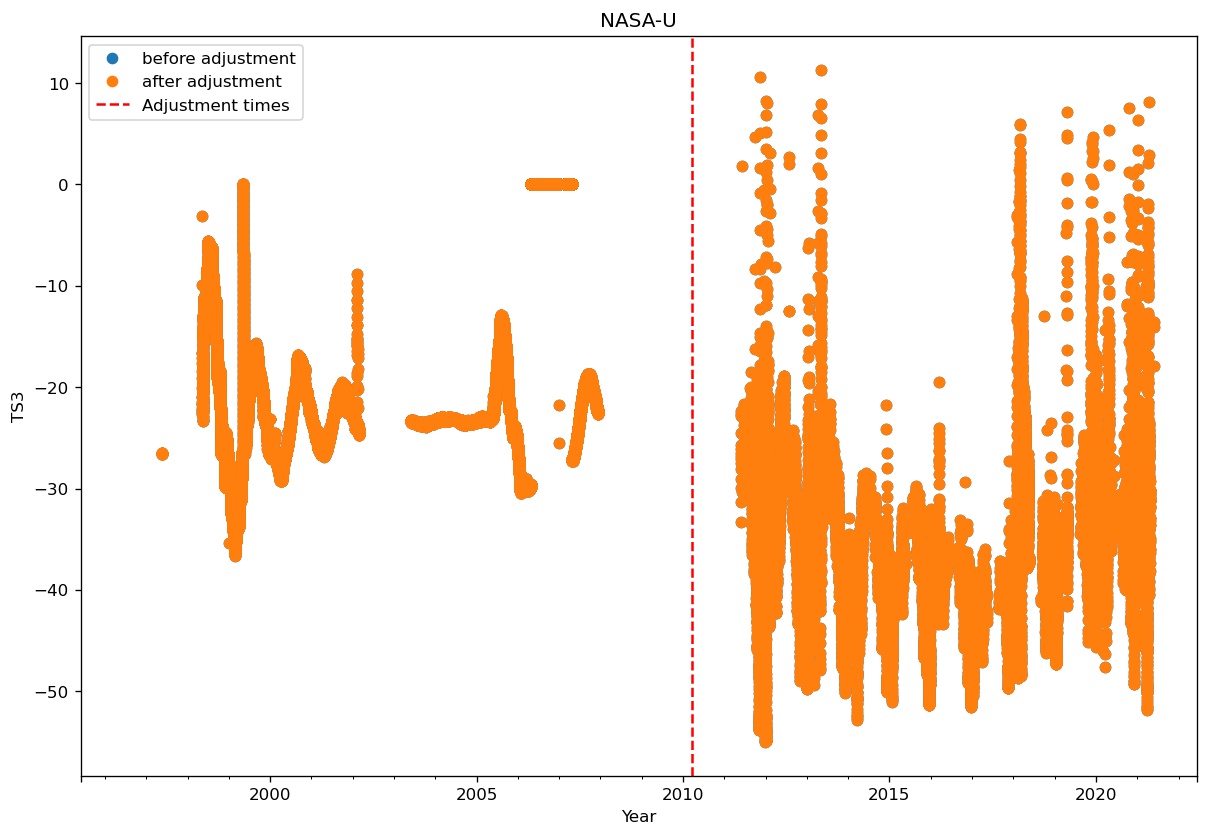 NASA-U
before adjustment
after adjustment
Adjustment times
10
0
−10
−20
−30
−40
−50
TS3
2000
2005
2010
2015
2020
Year